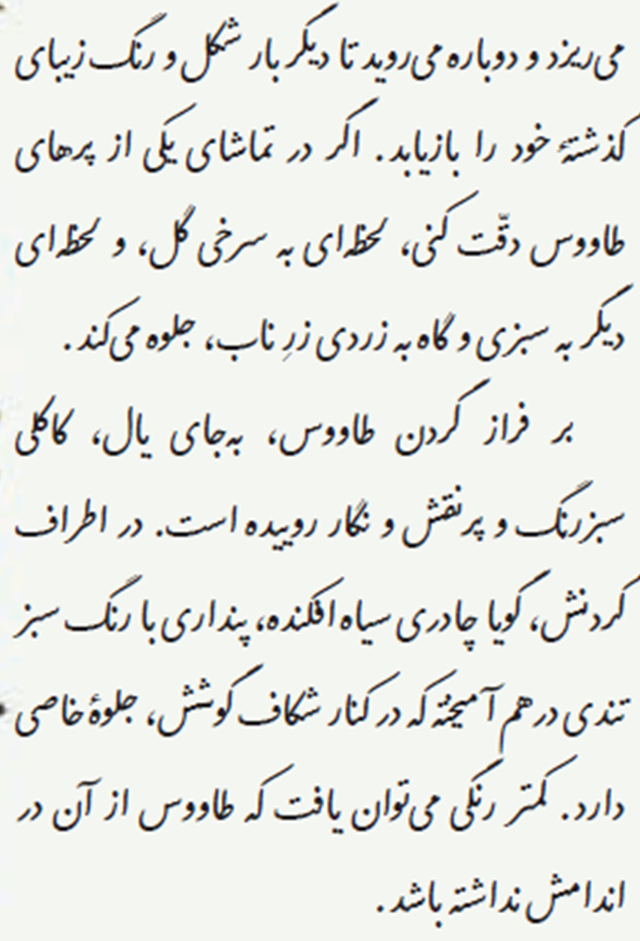 می‌ریزد و دوباره می‌روید تا دیگر بار شکل و رنگ زیبای
گذشتهٔ خود را بازیابد. اگر در تماشای یکی از پرهای
طاووس دقّت کنی، لحظه‌ای به سرخی گل، و لحظه‌ای
دیگر به سبزی و گاه به زردی زرِ ناب، جلوه می‌کند.
بر فراز گردن طاووس، به‌جای یال، کاکلی
سبزرنگ و پرنقش و نگار روییده است. در اطراف
گردنش، گویا چادری سیاه افکنده، پنداری با رنگ سبز
تندی در هم آمیخته که در کنار شکاف گوشش، جلوهٔ خاصی
دارد. کمتر رنگی می‌توان یافت که طاووس از آن در
اندامش نداشته باشد.